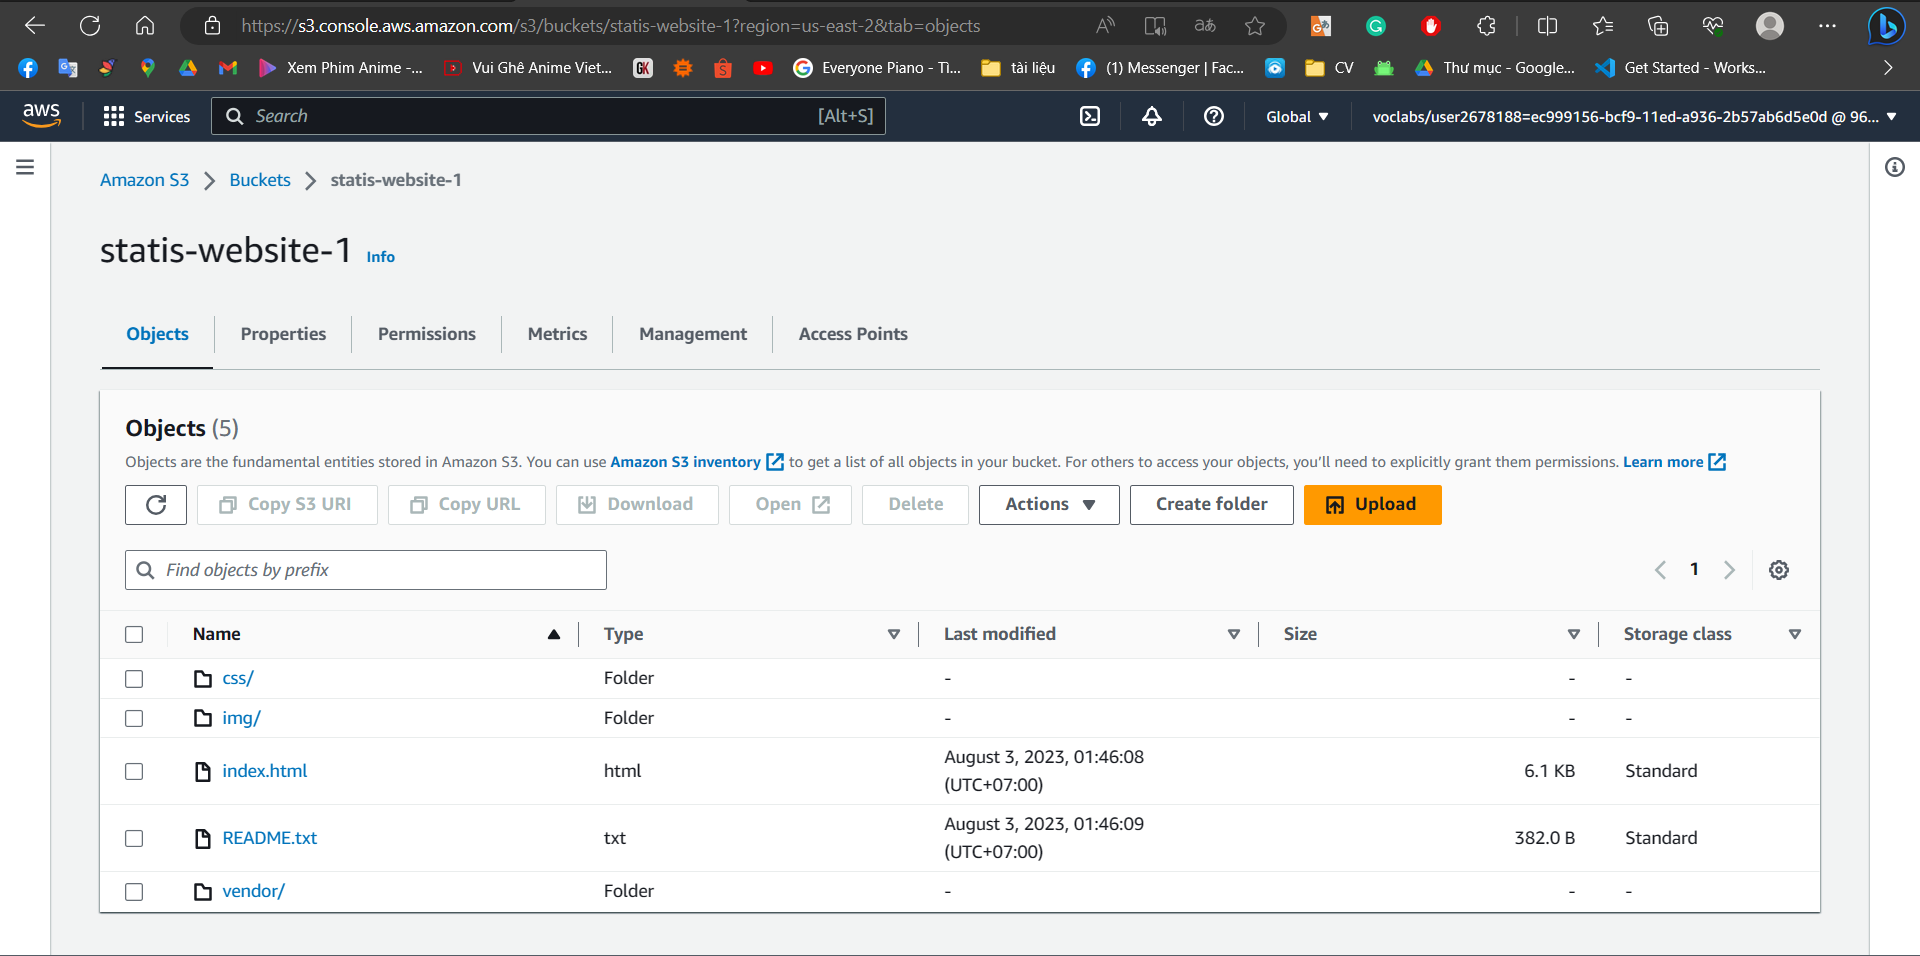 https://s3.console.aws.amazon.com/s3/buckets/statis-website-1?region=us-east-2&tab=objects
Xem Phim Anime -... Vui Ghê Anime Viet... GK Everyone Piano - Tì... tài liệu (1) Messenger | Fac... CV Thư mục - Google... Get Started - Works...
aws Services Search [Alt+S] Global voclabs/user2678188=ec999156-bcf9-11ed-a936-2b57ab6d5e0d @ 96...
Amazon S3 Buckets statis-website-1
statis-website-1 Info
Objects Properties Permissions Metrics Management Access Points
Objects (5)
Objects are the fundamental entities stored in Amazon S3. You can use Amazon S3 inventory to get a list of all objects in your bucket. For others to access your objects, you'll need to explicitly grant them permissions. Learn more
Copy S3 URI Copy URL Download Open Delete Actions Create folder Upload
Find objects by prefix 1
Name Type Last modified Size Storage class
css/ Folder - - -
img/ Folder - - -
index.html html August 3, 2023, 01:46:08 (UTC+07:00) 6.1 KB Standard
README.txt txt August 3, 2023, 01:46:09 (UTC+07:00) 382.0 B Standard
vendor/ Folder - - -